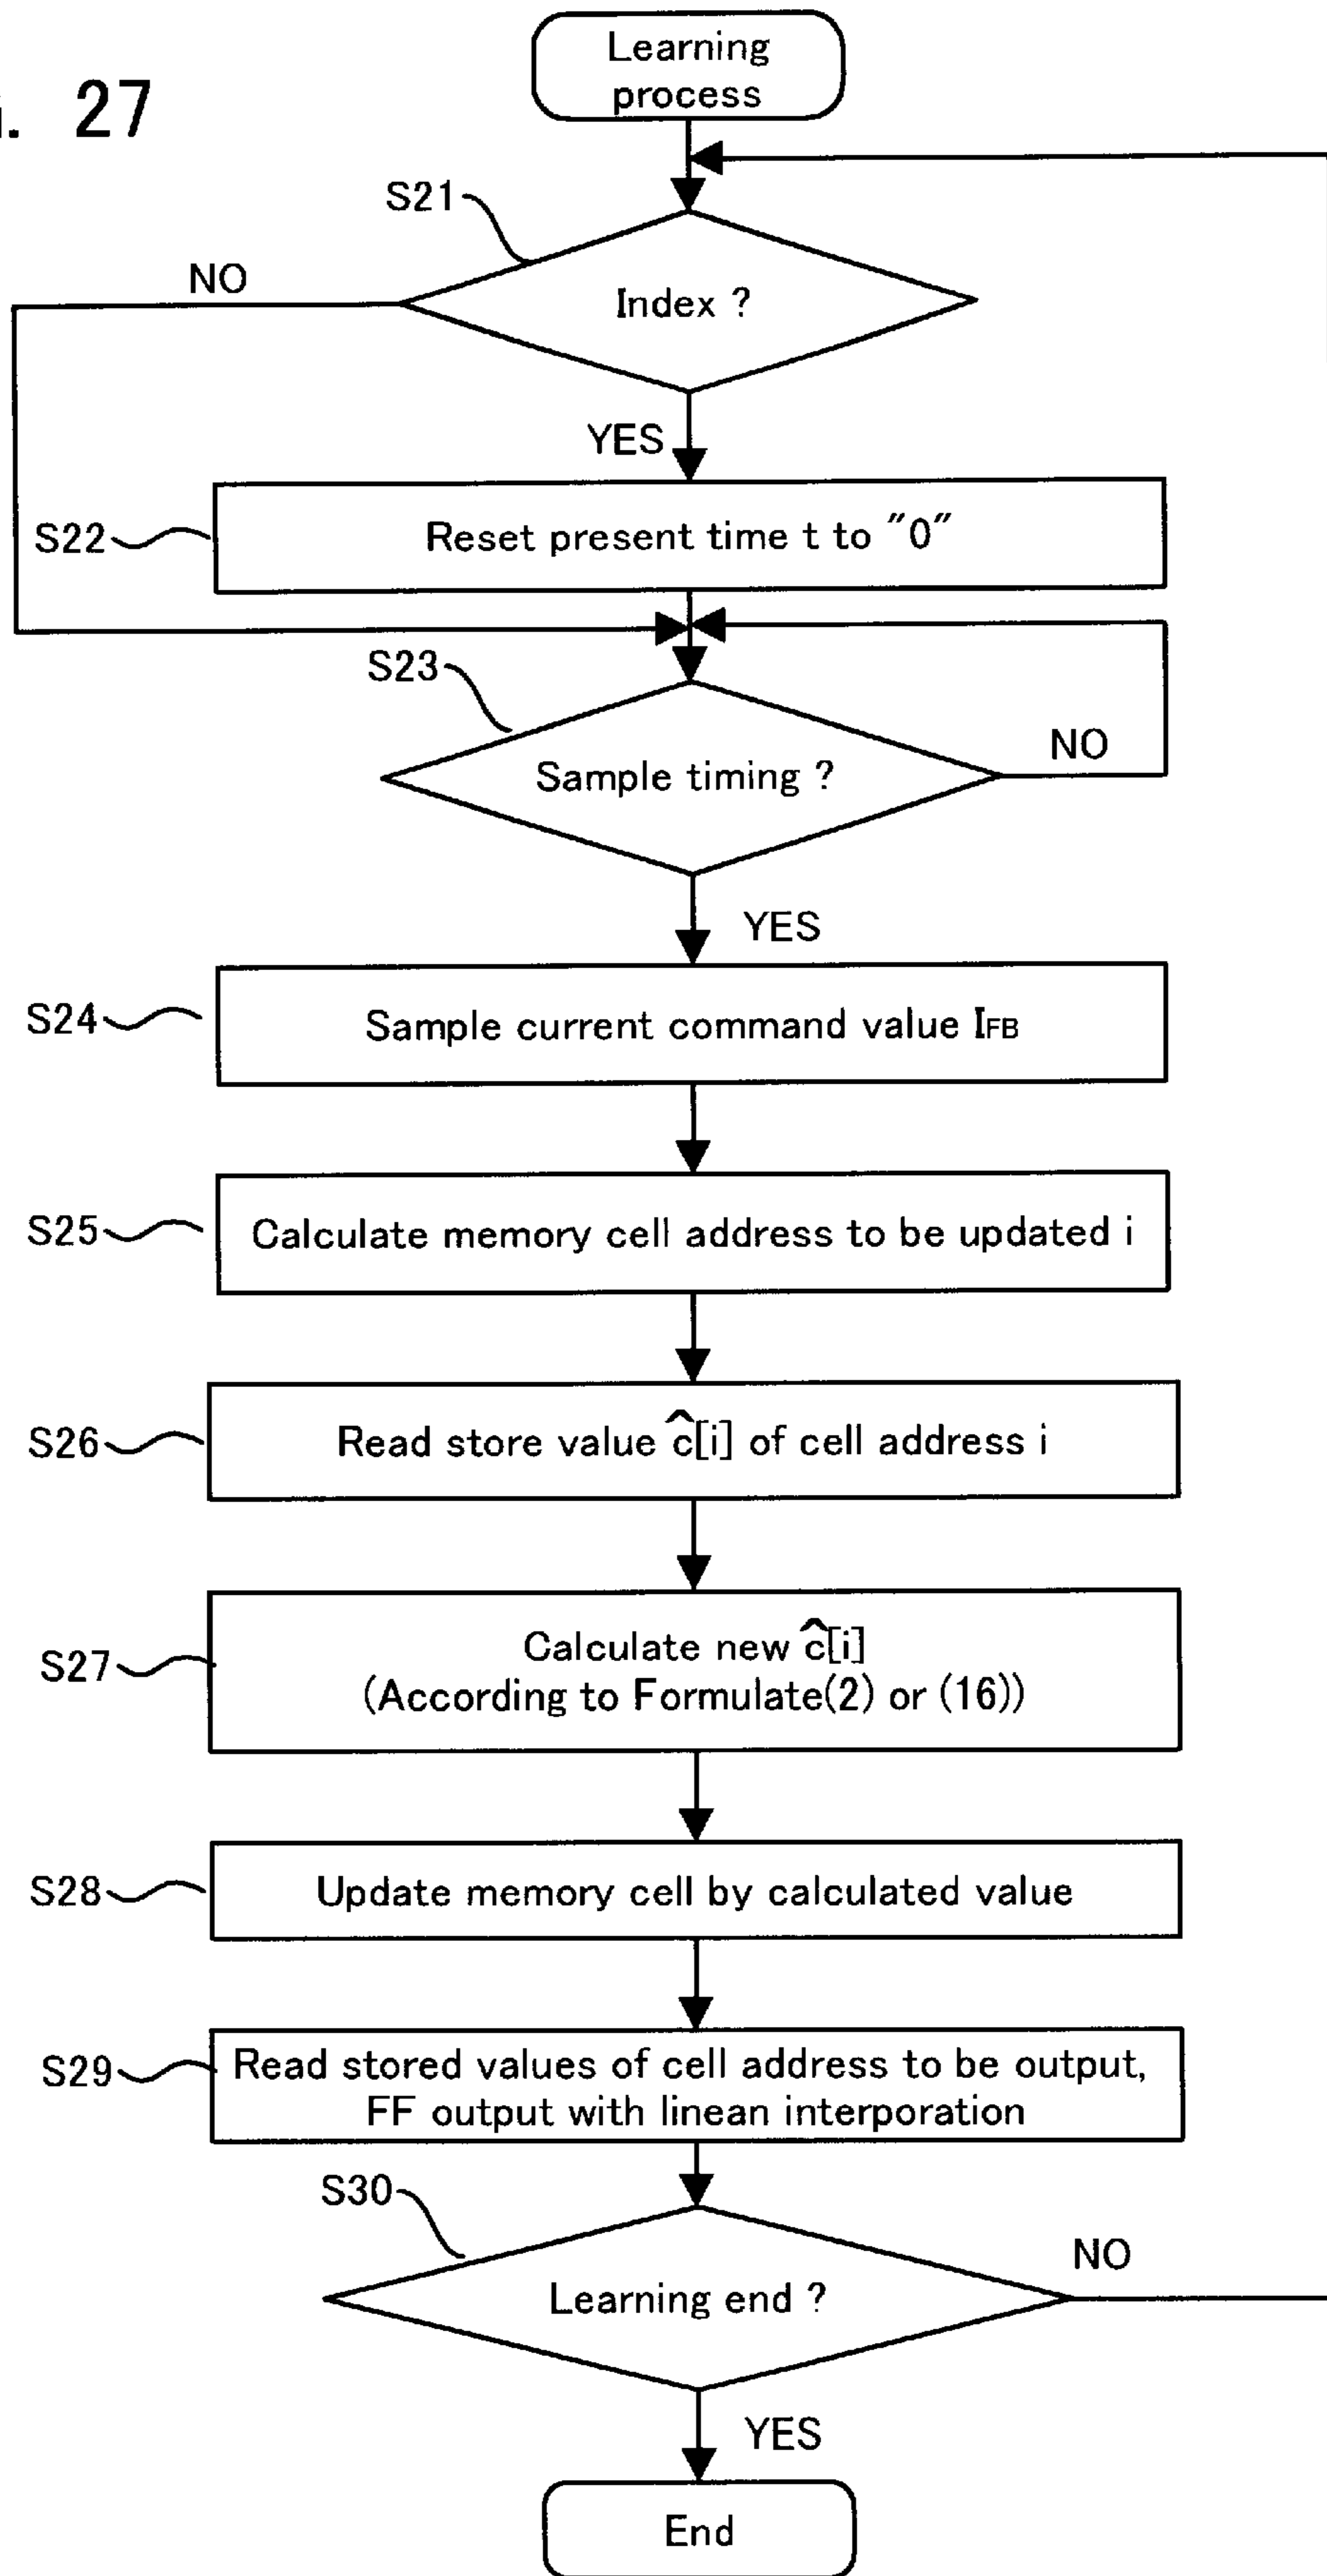 . 27
Learning
process
S21
NO
Index ?
YES
S22
Reset present time t to "0"
S23
NO
Sample timing ?
YES
S24
Sample current command value IFB
S25
Calculate memory cell address to be updated i
S26
Read store value ĉ[i] of cell address i
S27
Calculate new ĉ[i]
(According to Formulate(2) or (16))
S28
Update memory cell by calculated value
S29
Read stored values of cell address to be output,
FF output with linean interporation
S30
NO
Learning end ?
YES
End